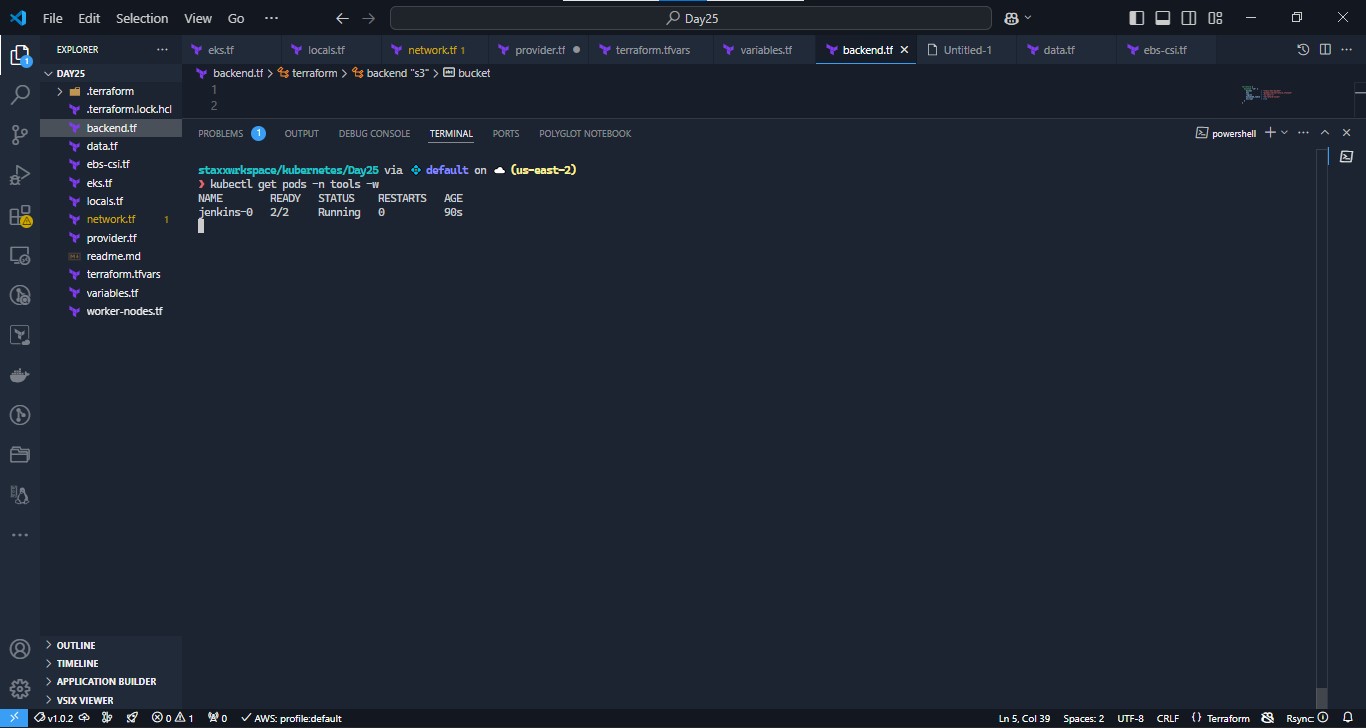 File Edit Selection View Go ··· Day25
EXPLORER ···
eks.tf locals.tf network.tf 1 provider.tf terraform.tfvars variables.tf backend.tf Untitled-1 data.tf ebs-csi.tf ···
DAY25
.terraform
.terraform.lock.hcl
backend.tf
data.tf
ebs-csi.tf
eks.tf
locals.tf
network.tf 1
provider.tf
readme.md
terraform.tfvars
variables.tf
worker-nodes.tf
OUTLINE
TIMELINE
APPLICATION BUILDER
VSIX VIEWER
backend.tf > terraform > backend "s3" > bucket
1
2
PROBLEMS 1 OUTPUT DEBUG CONSOLE TERMINAL PORTS POLYGLOT NOTEBOOK powershell ···
staxxwrkspace/kubernetes/Day25 via default on (us-east-2)
❯ kubectl get pods -n tools -w
NAME READY STATUS RESTARTS AGE
jenkins-0 2/2 Running 0 90s
v1.0.2 0 1 0 AWS: profile:default Ln 5, Col 39 Spaces: 2 UTF-8 CRLF {} Terraform Rsync: